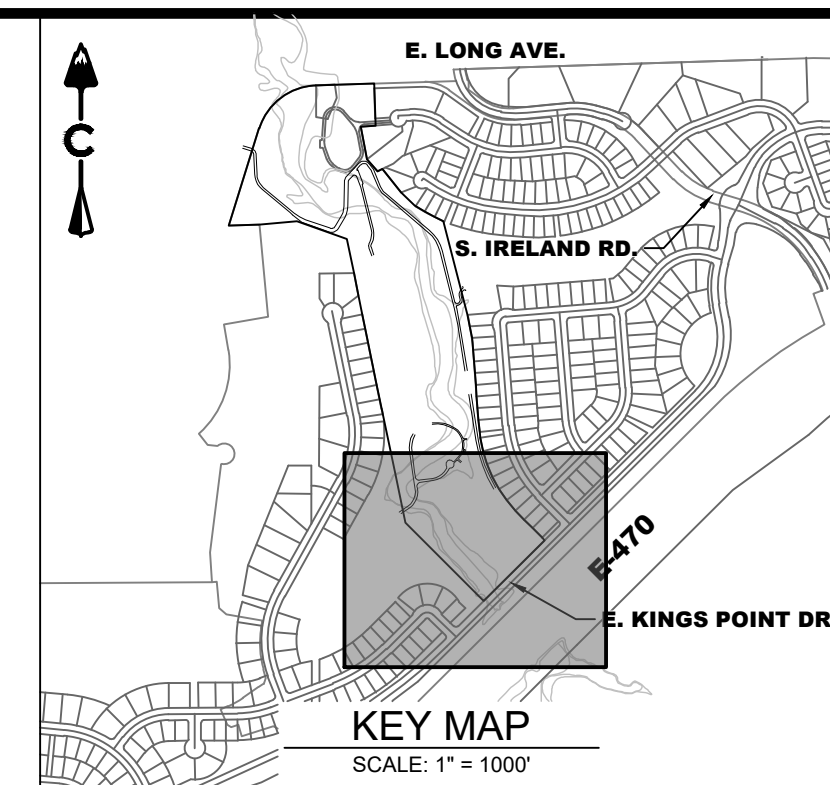 E. LONG AVE.
C
S. IRELAND RD.
E-470
E. KINGS POINT DR
KEY MAP
SCALE: 1" = 1000'